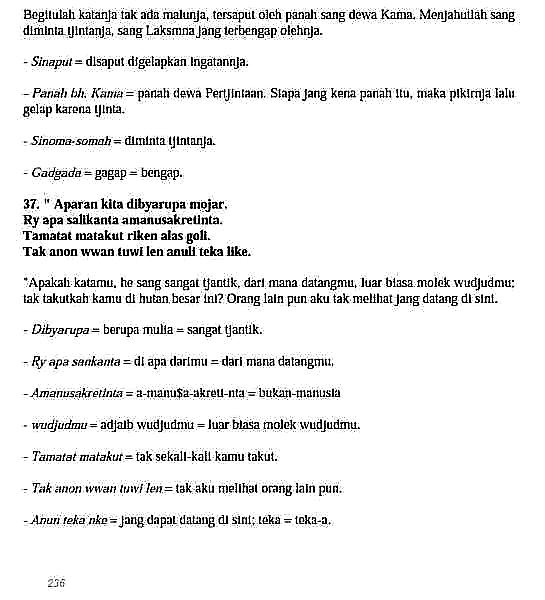 Begitulah katanja tak ada malunja, tersaput oleh panah sang dewa Kama. Menjahutlah sang
diminta tjintanja, sang Laksmna jang terbengap olehnja.
- Sinaput = disaput digelapkan ingatannja.
- Panah bh. Kama = panah dewa Pertjintaan. Siapa jang kena panah itu, maka pikirnja lalu
gelap karena tjinta.
- Sinoma-somah = diminta tjintanja.
- Gadgada = gagap = bengap.
37. " Aparan kita dibyarupa mojar.
Ry apa salikanta amanusakretinta.
Tamatat matakut riken alas goli.
Tak anon wwan tuwi len anuli teka like.
"Apakah katamu, he sang sangat tjantik, dari mana datangmu, luar biasa molek wudjudmu;
tak takutkah kamu di hutan besar ini? Orang lain pun aku tak melihat jang datang di sini.
- Dibyarupa = berupa mulia = sangat tjantik.
- Ry apa sankanta = di apa darimu = dari mana datangmu.
- Amanusakretinta = a-manu$a-akreti-nta = bukan-manusia
- wudjudmu = adjaib wudjudmu = luar biasa molek wudjudmu.
- Tamatat matakut = tak sekali-kali kamu takut.
- Tak anon wwan tuwi len = tak aku melihat orang lain pun.
- Anun teka nke = jang dapat datang di sini; teka = teka-a.
236